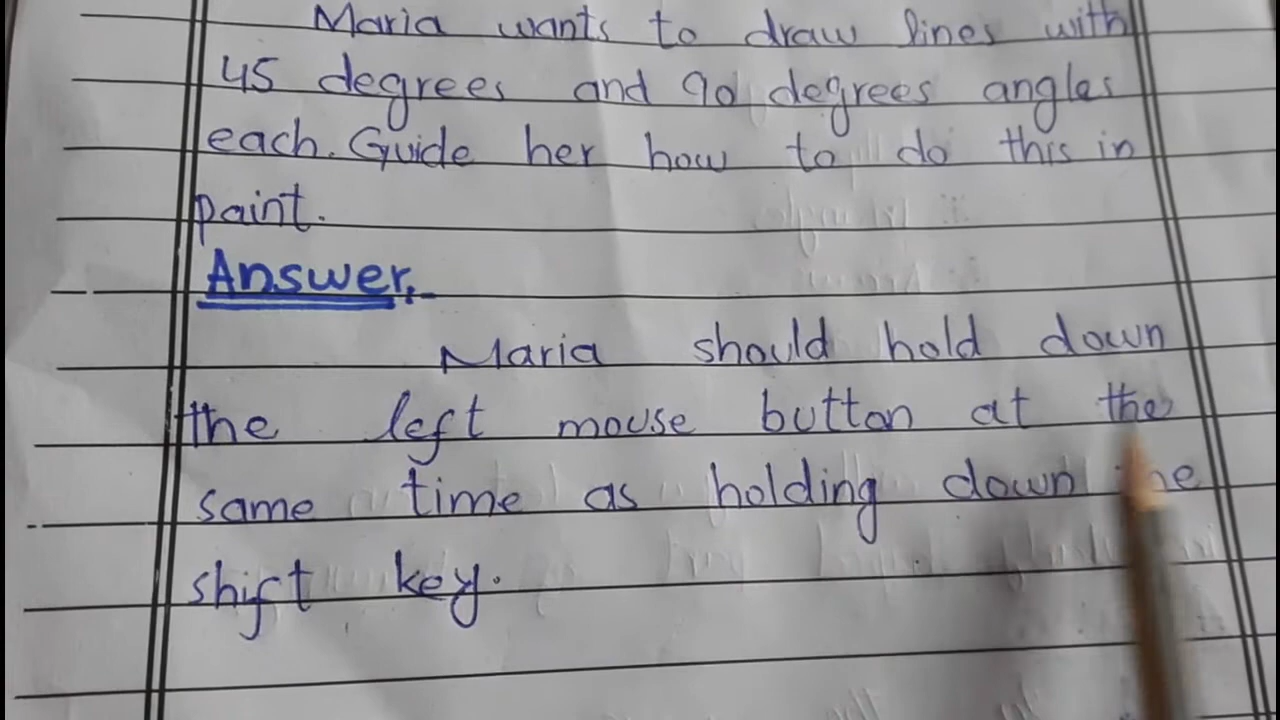 Maria wants to draw lines with
45 degrees and 90 degrees angles
each. Guide her how to do this in
paint.
Answer:
Maria should hold down
the left mouse button at the
same time as holding down the
shift key.